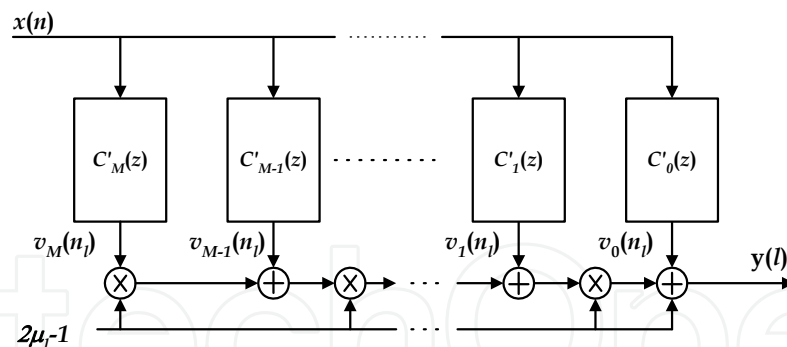 x(n)
C'M(z) C'M-1(z) C'1(z) C'0(z)
vM(nl) vM-1(nl) v1(nl) v0(nl) y(l)
× + × + × +
2μl-1